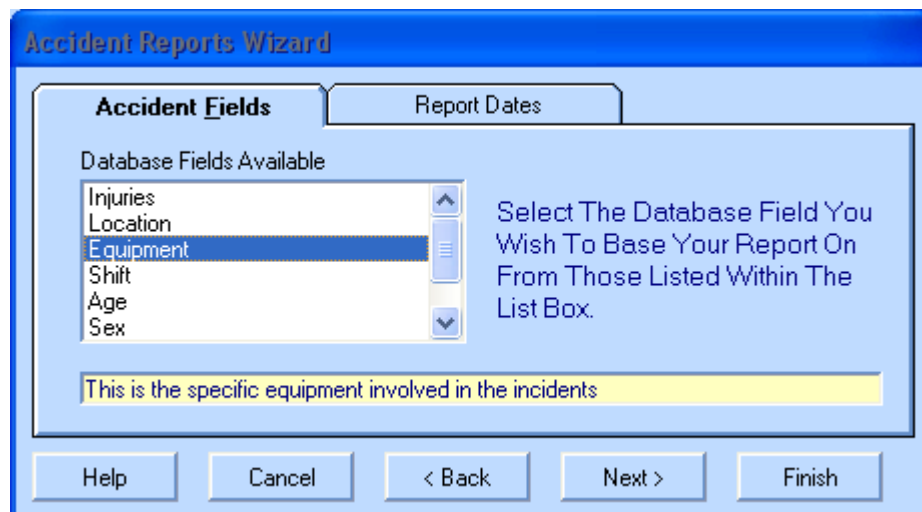 Accident Reports Wizard
Accident Fields
Report Dates
Database Fields Available
Injuries
Location
Equipment
Shift
Age
Sex
Select The Database Field You
Wish To Base Your Report On
From Those Listed Within The
List Box.
This is the specific equipment involved in the incidents
Help
Cancel
< Back
Next >
Finish